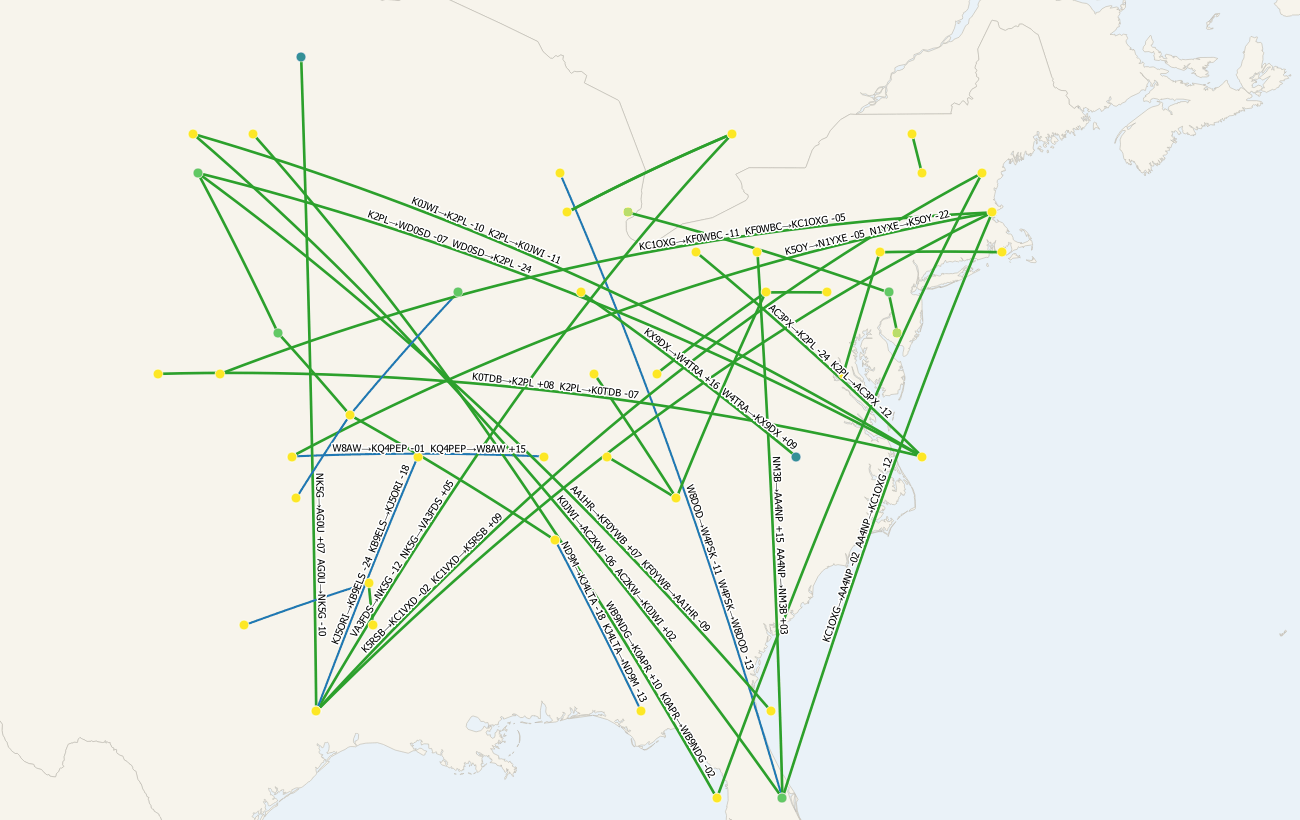 K0JWI→K2PL -10 K2PL→K0JWI -11
K2PL→WD0SD -07 WD0SD→K2PL -24
KC1OXG→KF0WBC -11 KF0WBC→KC1OXG -05
K5OY→N1YXE -05 N1YXE→K5OY -22
AC3PX→K2PL -24 K2PL→AC3PX -12
KX9DX→W4TRA +16 W4TRA→KX9DX +09
K0TDB→K2PL +08 K2PL→K0TDB -07
W8AW→KQ4PEP -01 KQ4PEP→W8AW +15
NK5G→AG0U +07 AG0U→NK5G -10
KJ5ORI→KB9ELS -24 KB9ELS→KJ5ORI -18
VA3FDS→NK5G -12 NK5G→VA3FDS +05
K5RSB→KC1VXD -02 KC1VXD→K5RSB +09
AA1HR→KF0YWB +07 KF0YWB→AA1HR -09
K0JWI→AC2KW -06 AC2KW→K0JWI +02
ND9M→KJ4LTA -18 KJ4LTA→ND9M -13
WB9NDG→K0APR +10 K0APR→WB9NDG -02
W8DOD→W4PSK -11 W4PSK→W8DOD -13
NM3B→AA4NP +15 AA4NP→NM3B +03
KC1OXG→AA4NP -02 AA4NP→KC1OXG -12